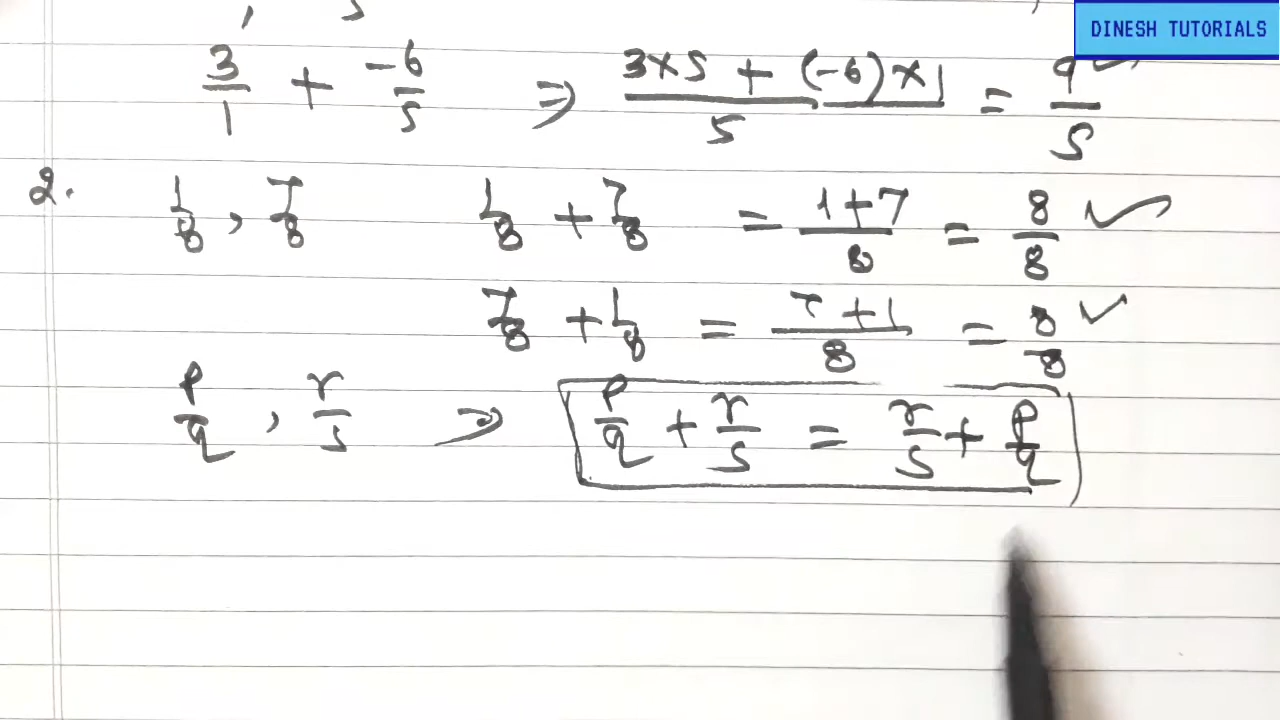 DINESH TUTORIALS
3/1 + -6/5 ⇒ 3×5 + (-6)×1 / 5 = 9/5 ✓
2. 1/8, 7/8 1/8 + 7/8 = 1+7/8 = 8/8 ✓
7/8 + 1/8 = 7+1/8 = 8/8 ✓
p/q, r/s ⇒ p/q + r/s = r/s + p/q